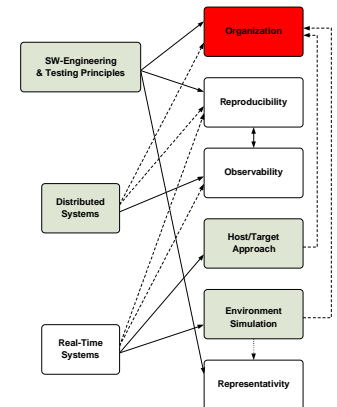 Organization
SW-Engineering
& Testing Principles
Reproducibility
Observability
Distributed
Systems
Host/Target
Approach
Environment
Simulation
Real-Time
Systems
Representativity